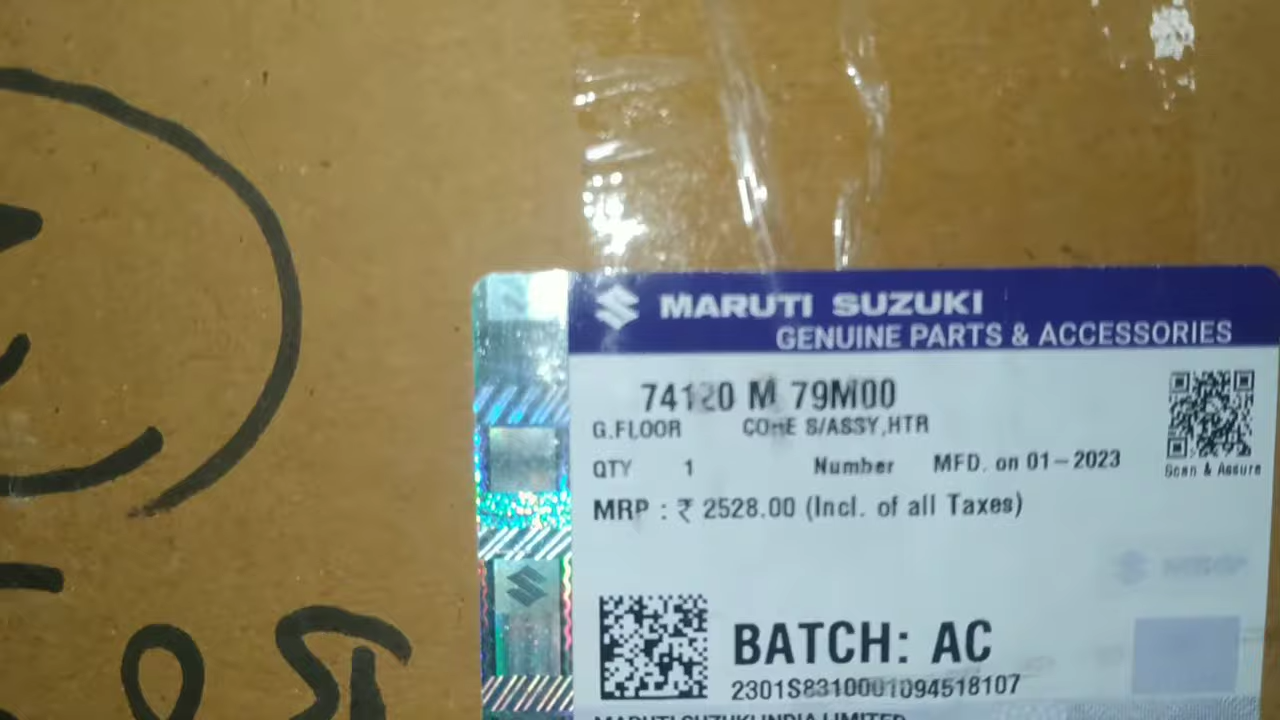 MARUTI SUZUKI
GENUINE PARTS & ACCESSORIES
74120 M 79M00
G.FLOOR CORE S/ASSY,HTR
QTY 1 Number MFD. on 01-2023
Scan & Assure
MRP : ₹ 2528.00 (Incl. of all Taxes)
BATCH: AC
2301S8310001094518107
MARUTI SUZUKI INDIA LIMITED